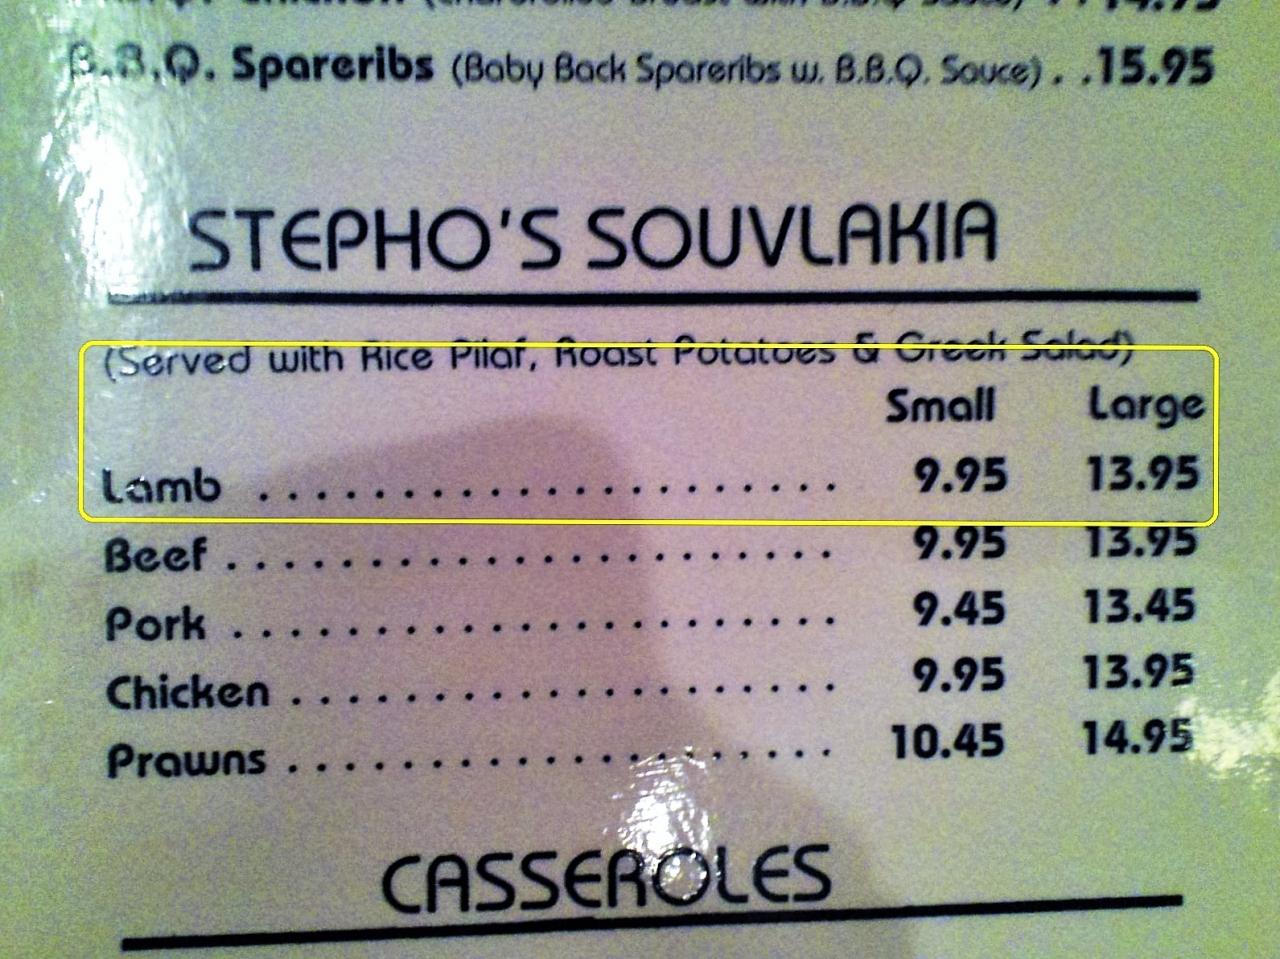 B.B.Q. Spareribs (Baby Back Spareribs w. B.B.Q. Sauce) . .15.95
STEPHO'S SOUVLAKIA
(Served with Rice Pilaf, Roast Potatoes & Greek Salad)
Small Large
Lamb . . . . . . . . . . . . . . . . . . . . . 9.95 13.95
Beef . . . . . . . . . . . . . . . . . . . . . . 9.95 13.95
Pork . . . . . . . . . . . . . . . . . . . . . . 9.45 13.45
Chicken . . . . . . . . . . . . . . . . . . . . 9.95 13.95
Prawns . . . . . . . . . . . . . . . . . . . . 10.45 14.95
CASSEROLES